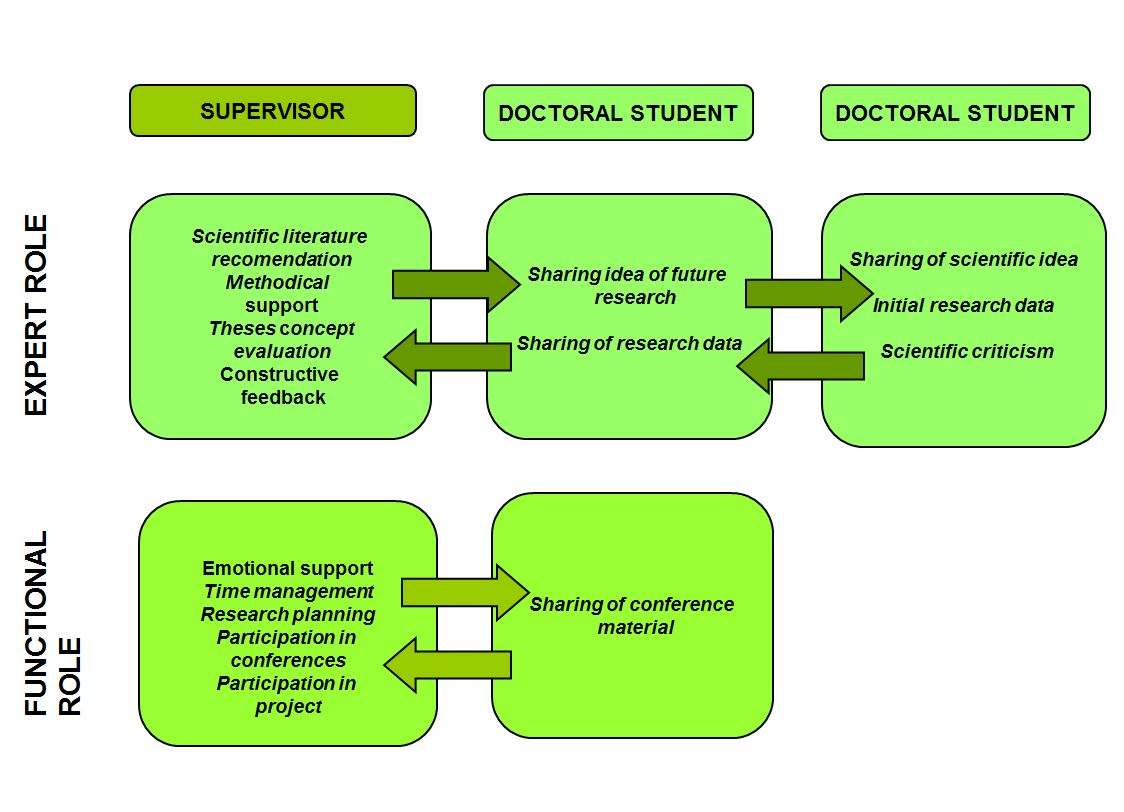 SUPERVISOR
DOCTORAL STUDENT
DOCTORAL STUDENT
EXPERT ROLE
Scientific literature
recomendation
Methodical
support
Theses concept
evaluation
Constructive
feedback
Sharing idea of future
research
Sharing of research data
Sharing of scientific idea
Initial research data
Scientific criticism
FUNCTIONAL
ROLE
Emotional support
Time management
Research planning
Participation in
conferences
Participation in
project
Sharing of conference
material